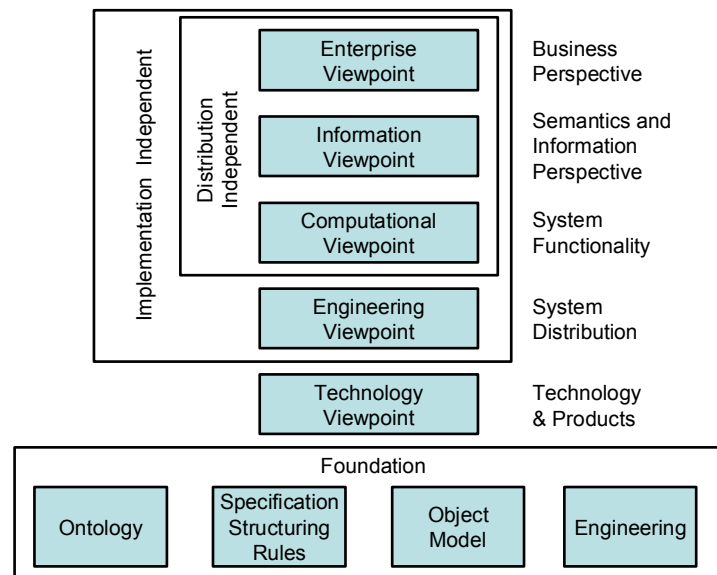 Implementation Independent
Distribution
Independent
Enterprise
Viewpoint
Business
Perspective
Information
Viewpoint
Semantics and
Information
Perspective
Computational
Viewpoint
System
Functionality
Engineering
Viewpoint
System
Distribution
Technology
Viewpoint
Technology
& Products
Foundation
Ontology
Specification
Structuring
Rules
Object
Model
Engineering